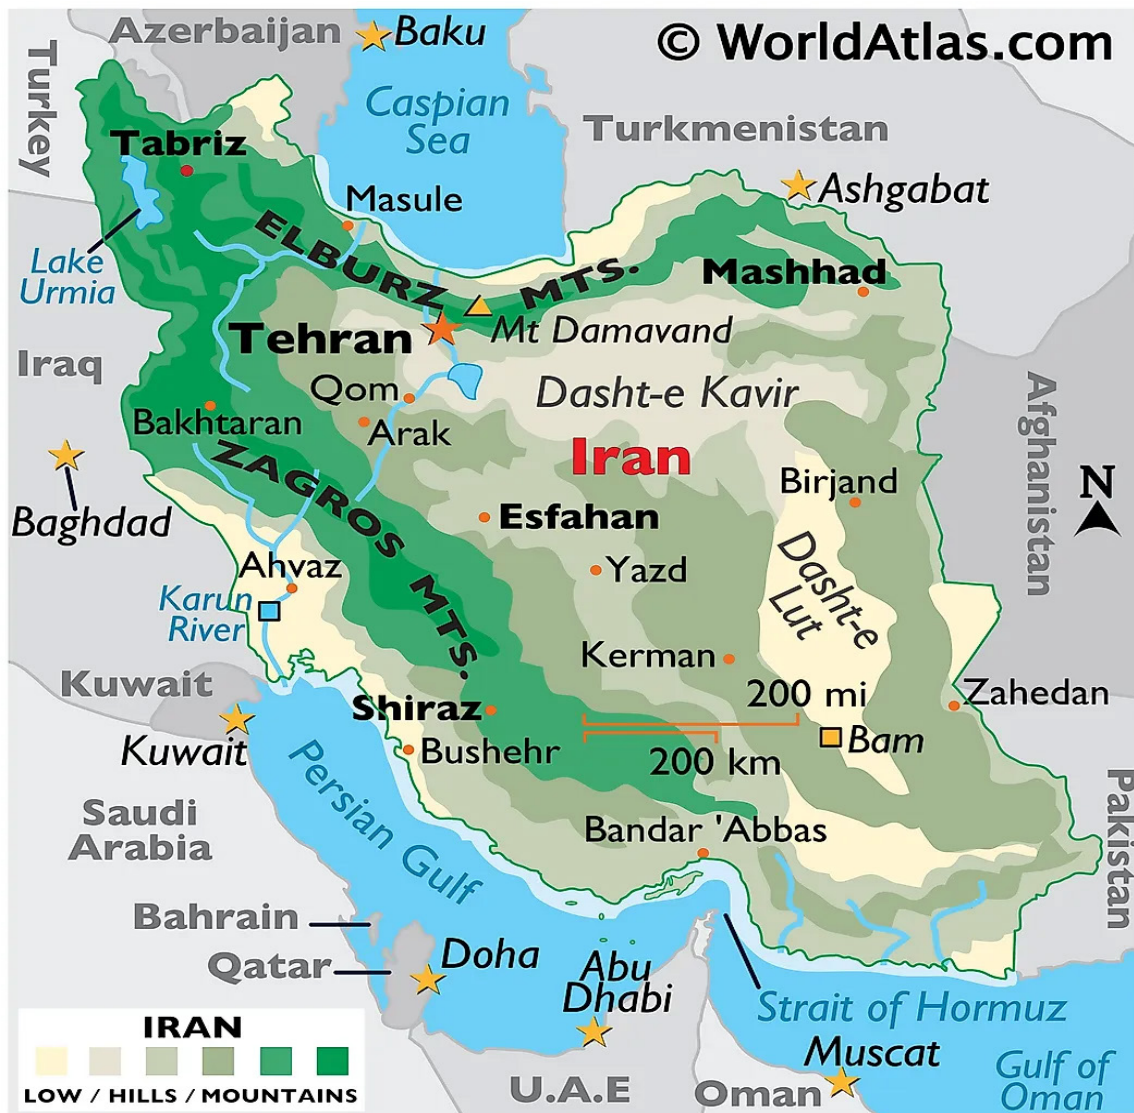 Azerbaijan
Baku
© WorldAtlas.com
Turkey
Caspian
Sea
Turkmenistan
Tabriz
Masule
Ashgabat
Lake
Urmia
ELBURZ MTS.
Mashhad
Tehran
Mt Damavand
Iraq
Qom
Dasht-e Kavir
Bakhtaran
Arak
Iran
Afghanistan
ZAGROS MTS.
Birjand
N
Baghdad
Esfahan
Ahvaz
Yazd
Dasht-e
Lut
Karun
River
Kerman
Kuwait
200 mi
Zahedan
Shiraz
Kuwait
Bushehr
200 km
Bam
Persian Gulf
Saudi
Arabia
Pakistan
Bandar 'Abbas
Bahrain
Qatar
Doha
Abu
Dhabi
Strait of Hormuz
Muscat
Gulf of
Oman
U.A.E
Oman
IRAN
LOW / HILLS / MOUNTAINS